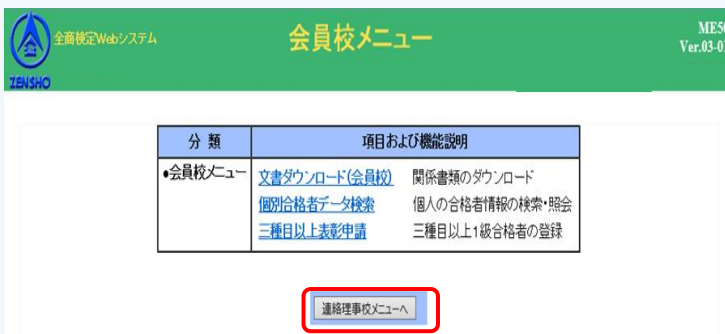 全商検定Webシステム
会員校メニュー
ME50
Ver.03-01
ZENSHO
分 類 項目および機能説明
●会員校メニュー 文書ダウンロード(会員校) 関係書類のダウンロード
個別合格者データ検索 個人の合格者情報の検索・照会
三種目以上表彰申請 三種目以上1級合格者の登録
連絡理事校メニューへ